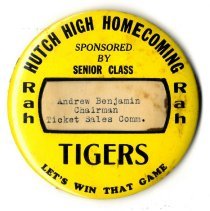 HUTCH HIGH HOMECOMING
SPONSORED
BY
SENIOR CLASS
Rah Rah
Andrew Benjamin
Chairman
Ticket Sales Comm.
TIGERS
LET'S WIN THAT GAME